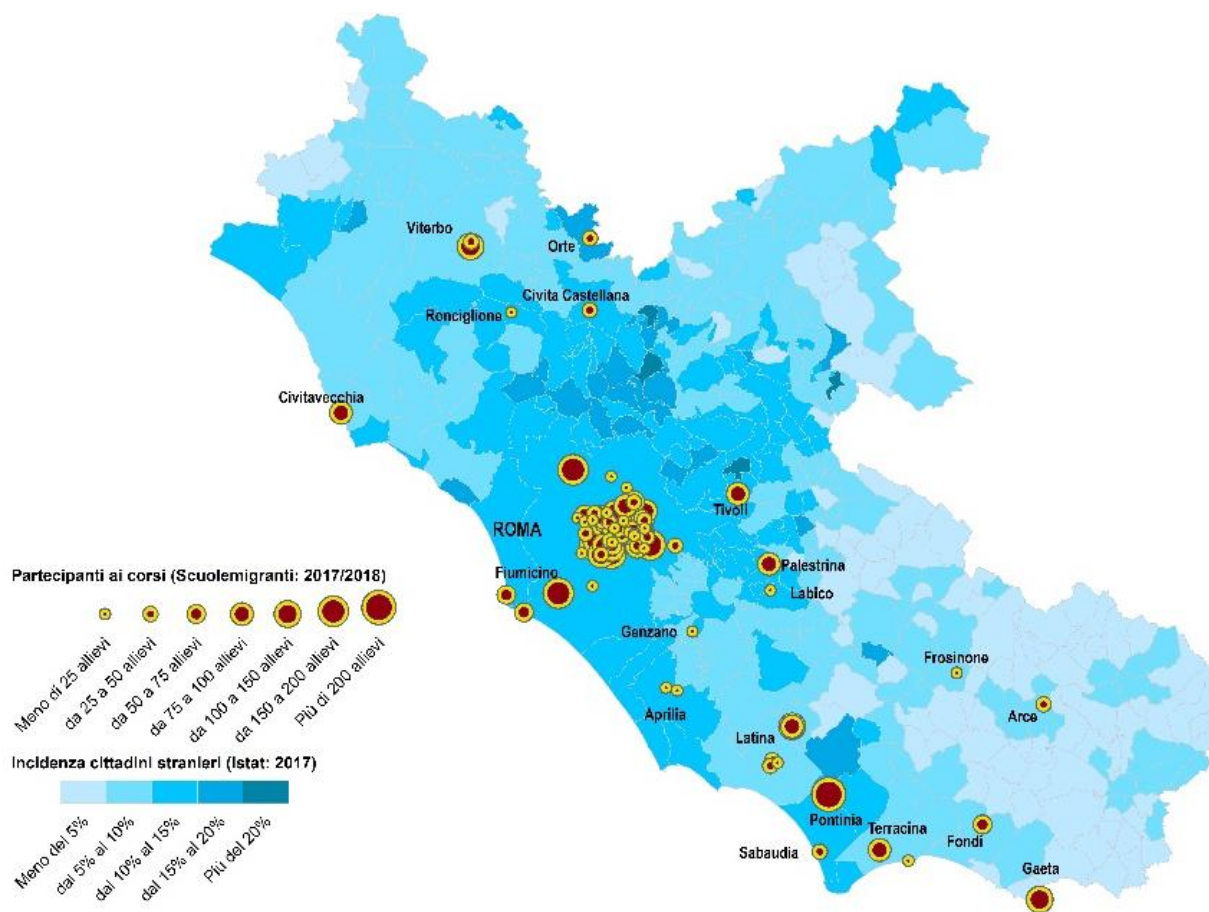 Viterbo
Orte
Civita Castellana
Ronciglione
Civitavecchia
Tivoli
ROMA
Palestrina
Fiumicino
Labico
Genzano
Frosinone
Aprilia
Arce
Latina
Pontinia
Terracina
Fondi
Sabaudia
Gaeta
Partecipanti ai corsi (Scuolemigranti: 2017/2018)
Meno di 25 allievi
da 25 a 50 allievi
da 50 a 75 allievi
da 75 a 100 allievi
da 100 a 150 allievi
da 150 a 200 allievi
Più di 200 allievi
Incidenza cittadini stranieri (Istat: 2017)
Meno del 5%
dal 5% al 10%
dal 10% al 15%
dal 15% al 20%
Più del 20%